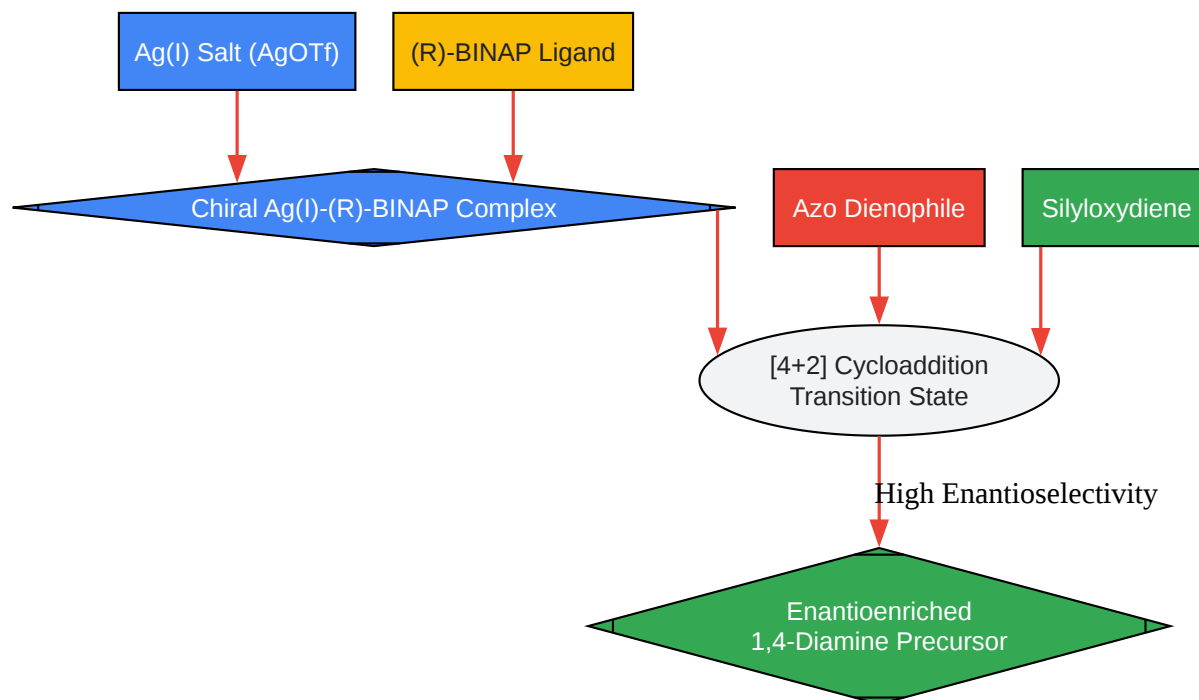 Ag(I) Salt (AgOTf)
(R)-BINAP Ligand
Chiral Ag(I)-(R)-BINAP Complex
Azo Dienophile
Silyloxydiene
[4+2] Cycloaddition
Transition State
High Enantioselectivity
Enantioenriched
1,4-Diamine Precursor